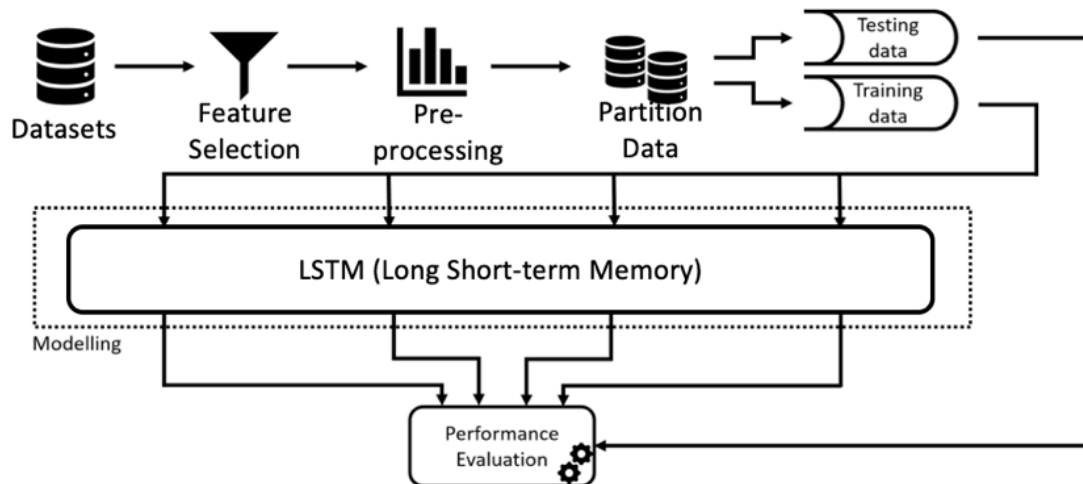 Datasets
Feature
Selection
Pre-
processing
Partition
Data
Testing
data
Training
data
LSTM (Long Short-term Memory)
Modelling
Performance
Evaluation